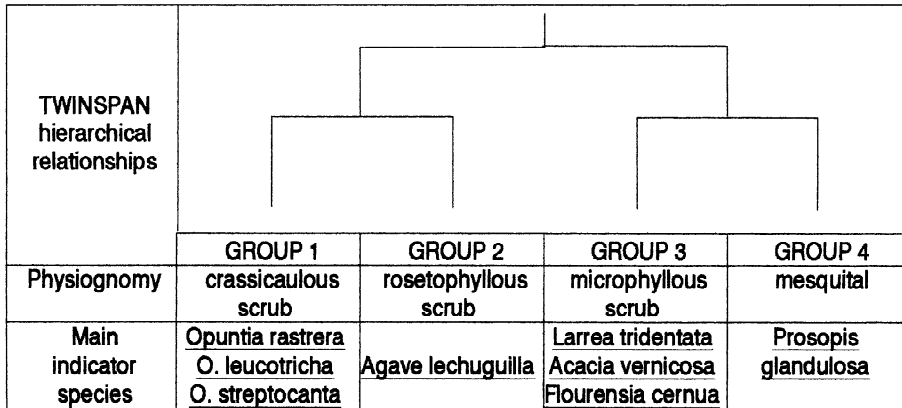 TWINSPAN
hierarchical
relationships
GROUP 1 GROUP 2 GROUP 3 GROUP 4
Physiognomy crassicaulous rosetophyllous microphyllous mesquital
scrub scrub scrub
Main Opuntia rastrera Larrea tridentata Prosopis
indicator O. leucotricha Agave lechuguilla Acacia vernicosa glandulosa
species O. streptocanta Flourensia cernua